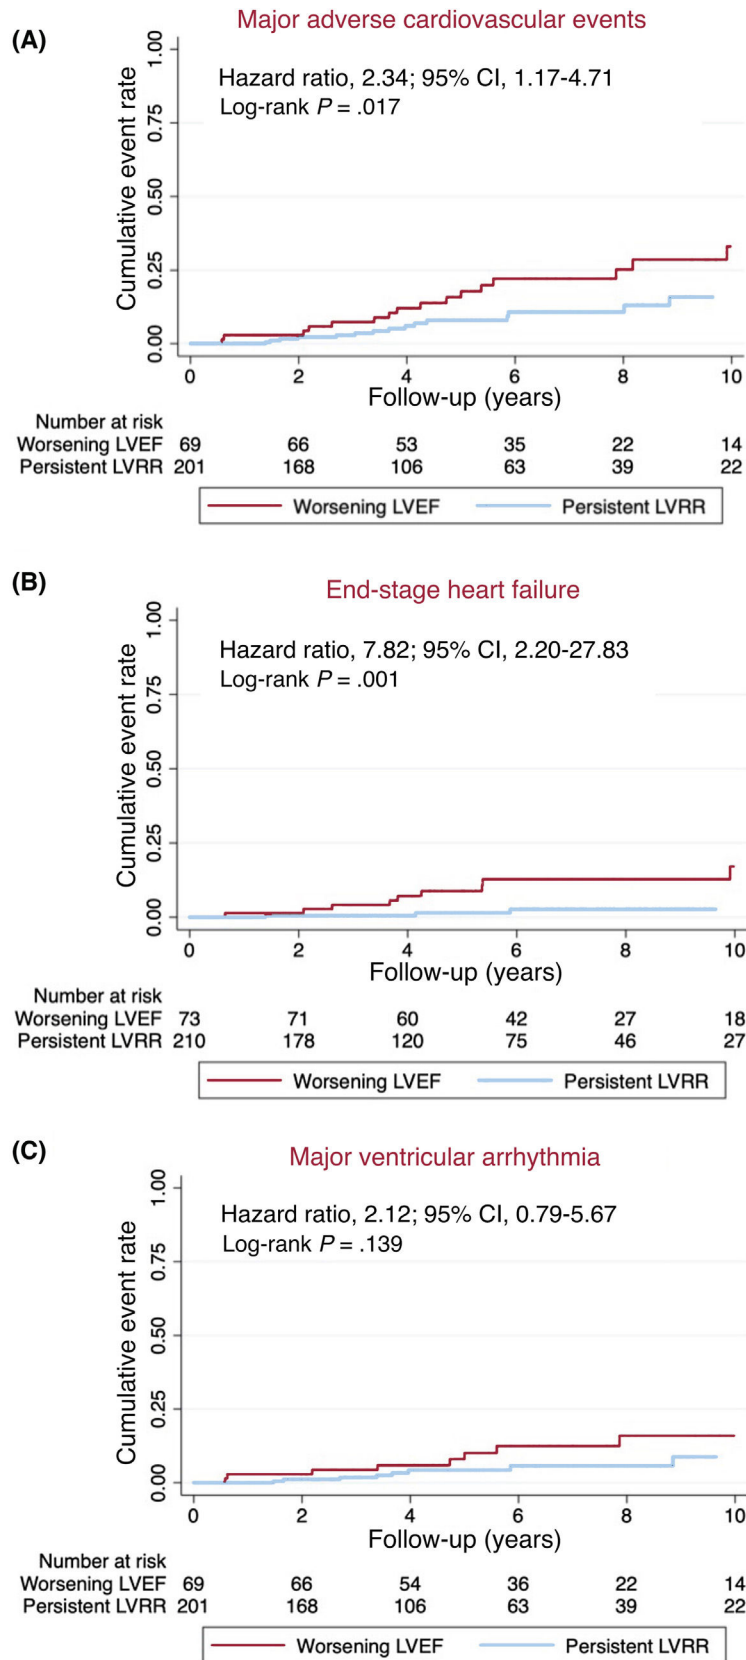 (A)
Major adverse cardiovascular events
Hazard ratio, 2.34; 95% CI, 1.17-4.71
Log-rank P = .017
Cumulative event rate
1.00
0.75
0.50
0.25
0.00
0 2 4 6 8 10
Follow-up (years)
Number at risk
Worsening LVEF 69 66 53 35 22 14
Persistent LVRR 201 168 106 63 39 22
Worsening LVEF Persistent LVRR
(B)
End-stage heart failure
Hazard ratio, 7.82; 95% CI, 2.20-27.83
Log-rank P = .001
Cumulative event rate
1.00
0.75
0.50
0.25
0.00
0 2 4 6 8 10
Follow-up (years)
Number at risk
Worsening LVEF 73 71 60 42 27 18
Persistent LVRR 210 178 120 75 46 27
Worsening LVEF Persistent LVRR
(C)
Major ventricular arrhythmia
Hazard ratio, 2.12; 95% CI, 0.79-5.67
Log-rank P = .139
Cumulative event rate
1.00
0.75
0.50
0.25
0.00
0 2 4 6 8 10
Follow-up (years)
Number at risk
Worsening LVEF 69 66 54 36 22 14
Persistent LVRR 201 168 106 63 39 22
Worsening LVEF Persistent LVRR